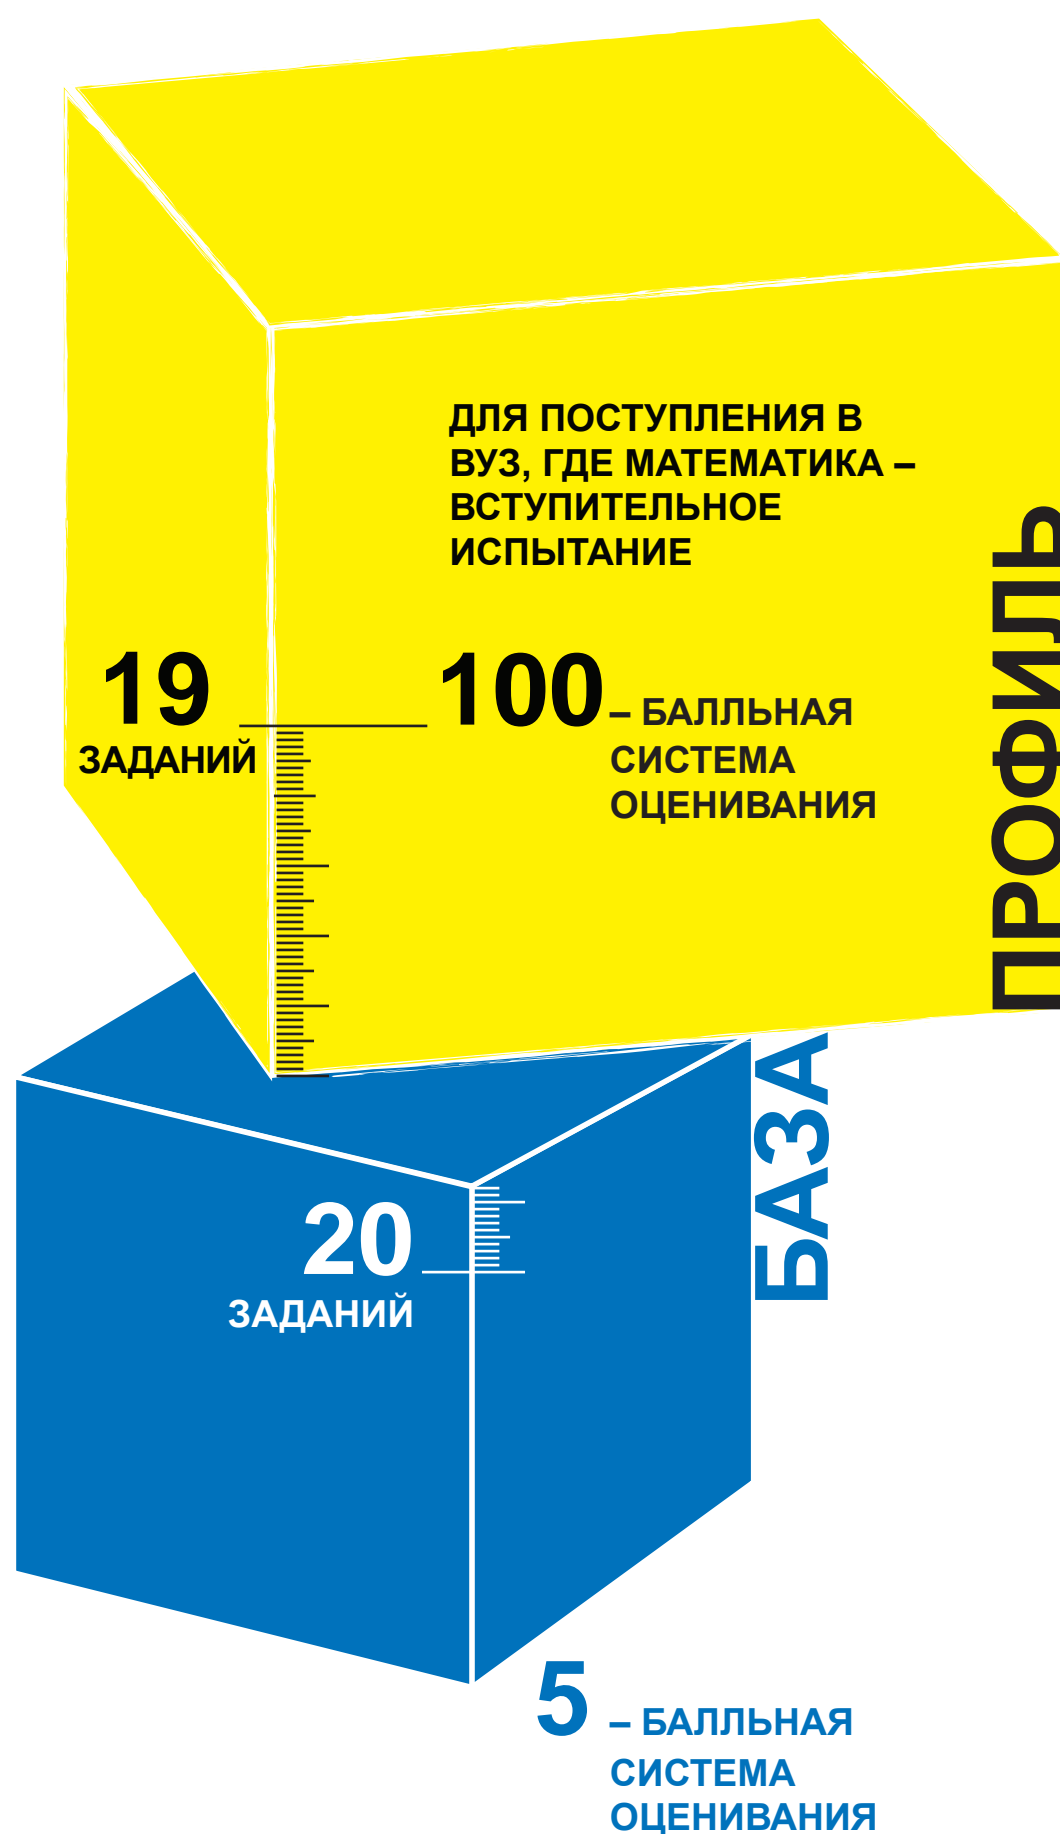 ДЛЯ ПОСТУПЛЕНИЯ В
ВУЗ, ГДЕ МАТЕМАТИКА –
ВСТУПИТЕЛЬНОЕ
ИСПЫТАНИЕ
ПРОФИЛЬ
19
ЗАДАНИЙ
100 – БАЛЛЬНАЯ
СИСТЕМА
ОЦЕНИВАНИЯ
БАЗА
20
ЗАДАНИЙ
5 – БАЛЛЬНАЯ
СИСТЕМА
ОЦЕНИВАНИЯ